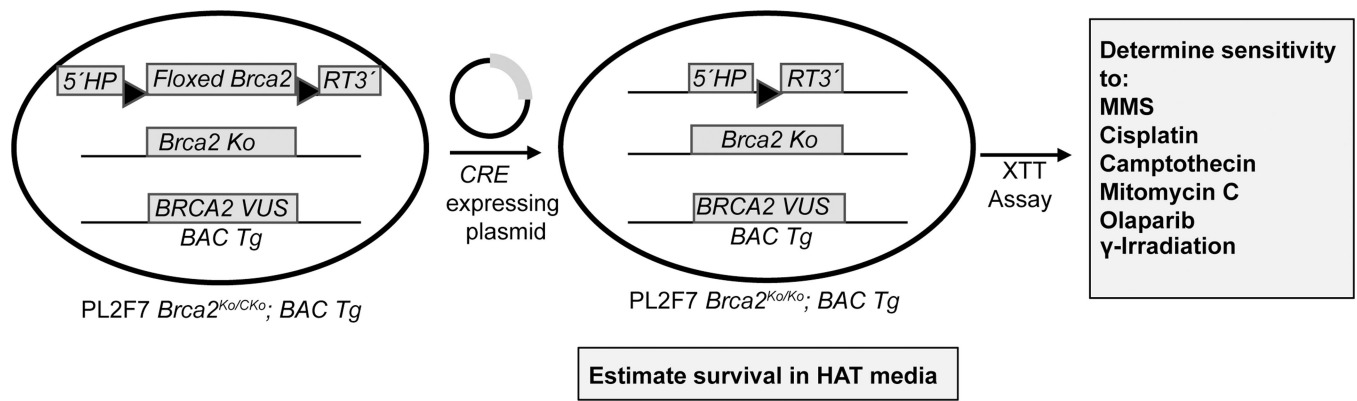 5´HP Floxed Brca2 RT3´
Brca2 Ko
BRCA2 VUS
BAC Tg
PL2F7 Brca2Ko/CKo; BAC Tg
CRE
expressing
plasmid
5´HP RT3´
Brca2 Ko
BRCA2 VUS
BAC Tg
PL2F7 Brca2Ko/Ko; BAC Tg
XTT
Assay
Determine sensitivity
to:
MMS
Cisplatin
Camptothecin
Mitomycin C
Olaparib
γ-Irradiation
Estimate survival in HAT media